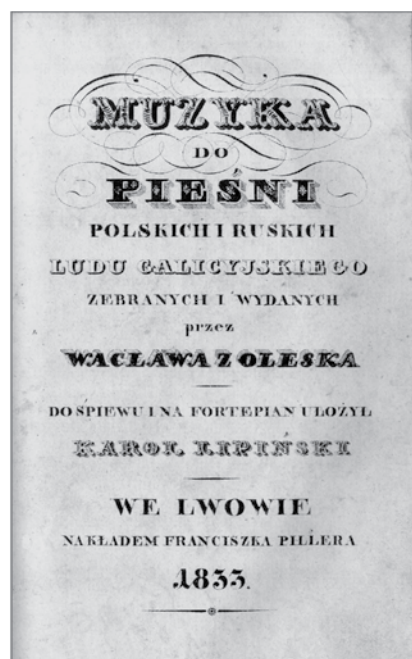 MUZYKA
DO
PIEŚNI
POLSKICH I RUSKICH
LUDU GALICYJSKIEGO
ZEBRANYCH I WYDANYCH
przez
WACŁAWA Z OLESKA
DO ŚPIEWU I NA FORTEPIAN UŁOŻYŁ
KAROL LIPIŃSKI
WE LWOWIE
NAKŁADEM FRANCISZKA PILLERA
1833.